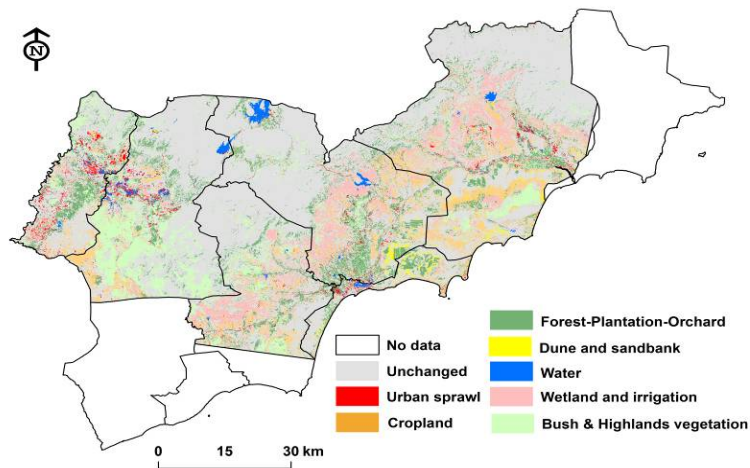 N
No data
Unchanged
Urban sprawl
Cropland
Forest-Plantation-Orchard
Dune and sandbank
Water
Wetland and irrigation
Bush & Highlands vegetation
0 15 30 km